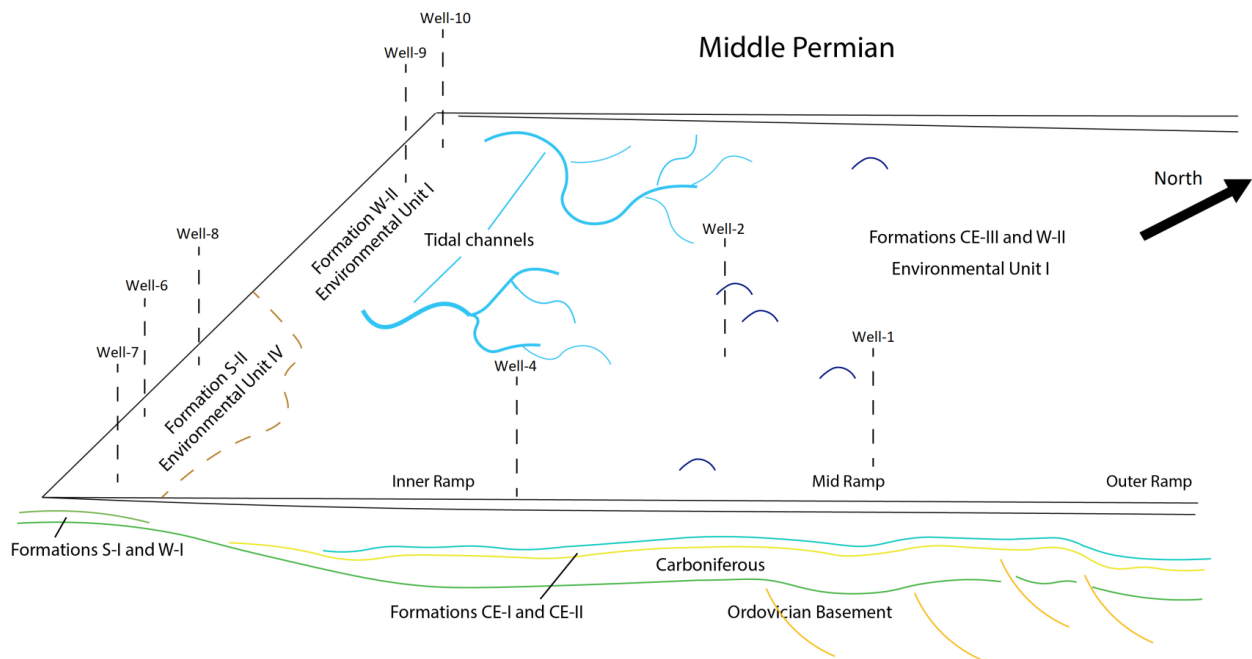 Well-10
Middle Permian
Well-9
North
Formation W-II
Environmental Unit I
Well-8
Tidal channels
Well-2
Formations CE-III and W-II
Environmental Unit I
Well-6
Well-7
Well-1
Well-4
Formation S-II
Environmental Unit IV
Inner Ramp
Mid Ramp
Outer Ramp
Formations S-I and W-I
Carboniferous
Formations CE-I and CE-II
Ordovician Basement